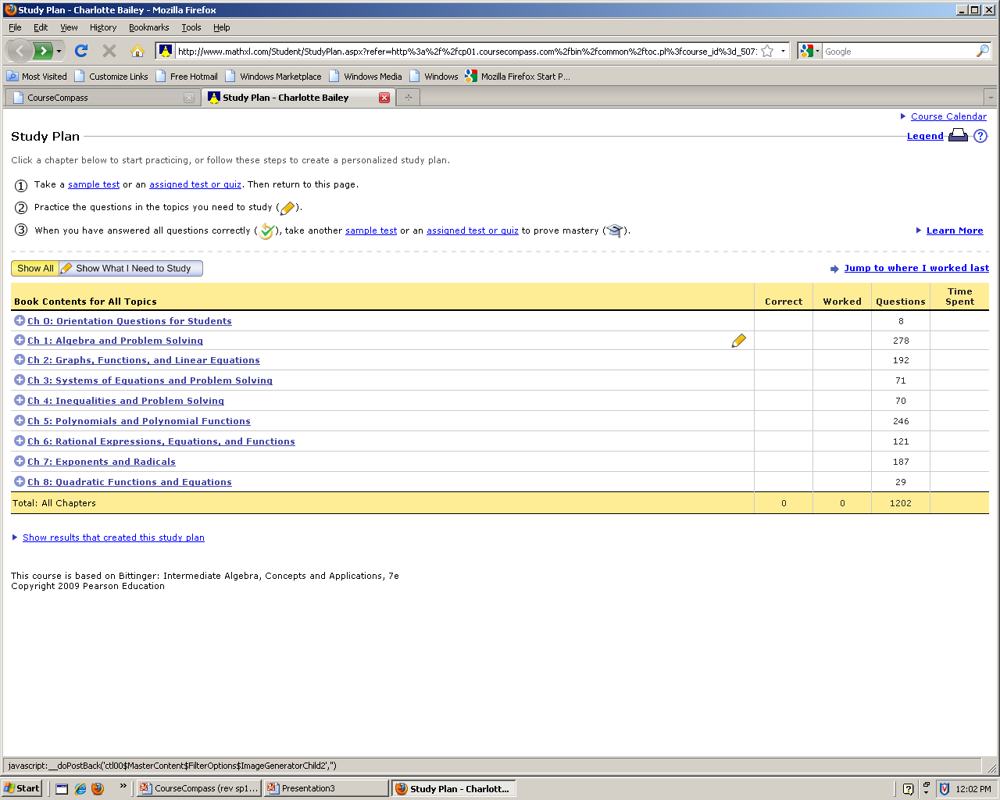 Study Plan - Charlotte Bailey - Mozilla Firefox
File Edit View History Bookmarks Tools Help
http://www.mathxl.com/Student/StudyPlan.aspx?refer=http%3a%2f%2fcp01.coursecompass.com%2fbin%2fcommon%2ftoc.pl%3fcourse_id%3d_507 Google
Most Visited Customize Links Free Hotmail Windows Marketplace Windows Media Windows Mozilla Firefox Start P...
CourseCompass Study Plan - Charlotte Bailey
Course Calendar
Study Plan Legend ?
Click a chapter below to start practicing, or follow these steps to create a personalized study plan.
1 Take a sample test or an assigned test or quiz. Then return to this page.
2 Practice the questions in the topics you need to study ( ).
3 When you have answered all questions correctly ( ), take another sample test or an assigned test or quiz to prove mastery ( ). Learn More
Show All Show What I Need to Study Jump to where I worked last
Book Contents for All Topics Correct Worked Questions Time Spent
Ch 0: Orientation Questions for Students 8
Ch 1: Algebra and Problem Solving 278
Ch 2: Graphs, Functions, and Linear Equations 192
Ch 3: Systems of Equations and Problem Solving 71
Ch 4: Inequalities and Problem Solving 70
Ch 5: Polynomials and Polynomial Functions 246
Ch 6: Rational Expressions, Equations, and Functions 121
Ch 7: Exponents and Radicals 187
Ch 8: Quadratic Functions and Equations 29
Total: All Chapters 0 0 1202
Show results that created this study plan
This course is based on Bittinger: Intermediate Algebra, Concepts and Applications, 7e
Copyright 2009 Pearson Education
javascript:__doPostBack('ctl00$MasterContent$FilterOptions$ImageGeneratorChild2','')
Start CourseCompass (rev sp1... Presentation3 Study Plan - Charlott... 12:02 PM